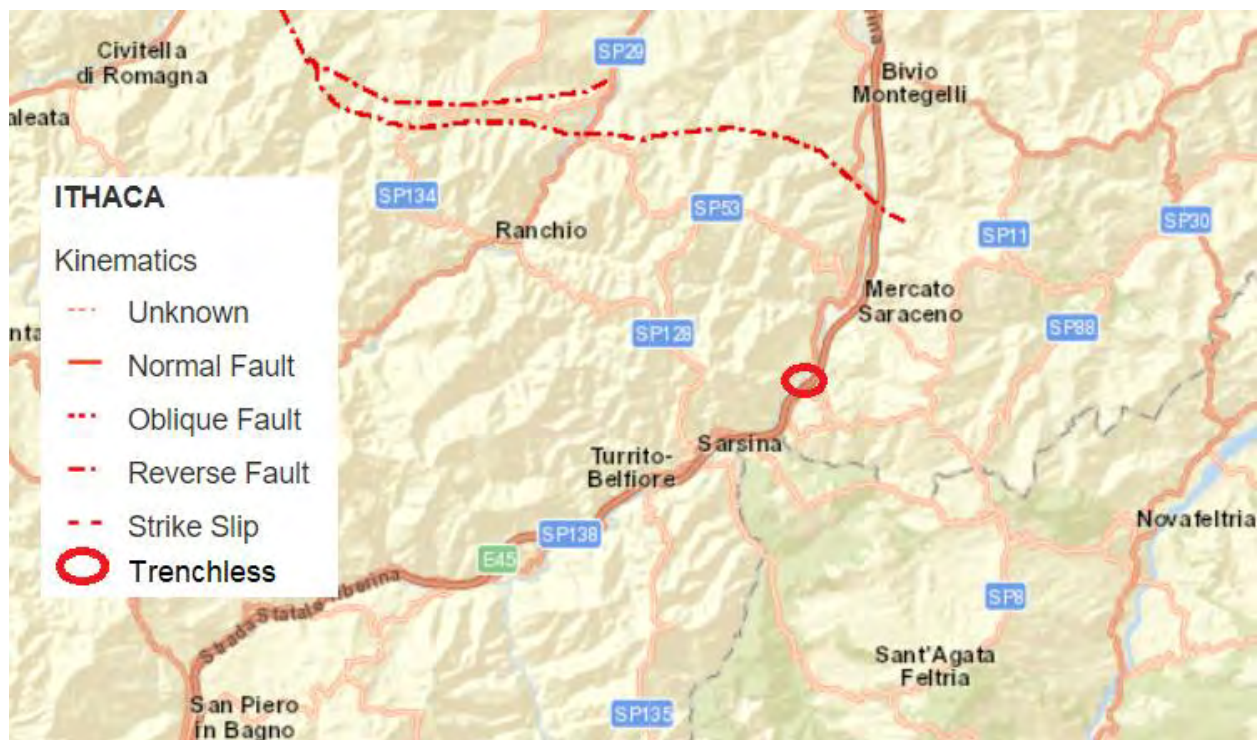 Civitella
di Romagna
SP29
Bivio
Montegelli
ITHACA
Kinematics
Unknown
Normal Fault
Oblique Fault
Reverse Fault
Strike Slip
Trenchless
SP134
Ranchio
SP53
SP11
SP30
Mercato
Saraceno
SP128
SP88
Sarsina
Turrito-
Belfiore
SP138
E45
Novafeltria
SP8
Sant'Agata
Feltria
San Piero
in Bagno
SP135